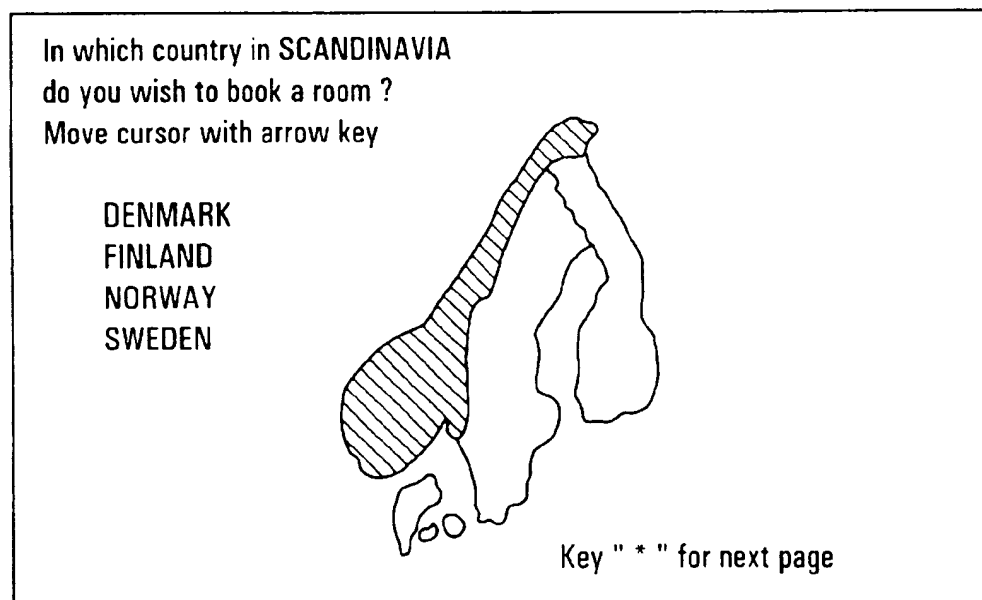 In which country in SCANDINAVIA
do you wish to book a room ?
Move cursor with arrow key
DENMARK
FINLAND
NORWAY
SWEDEN
Key " * " for next page